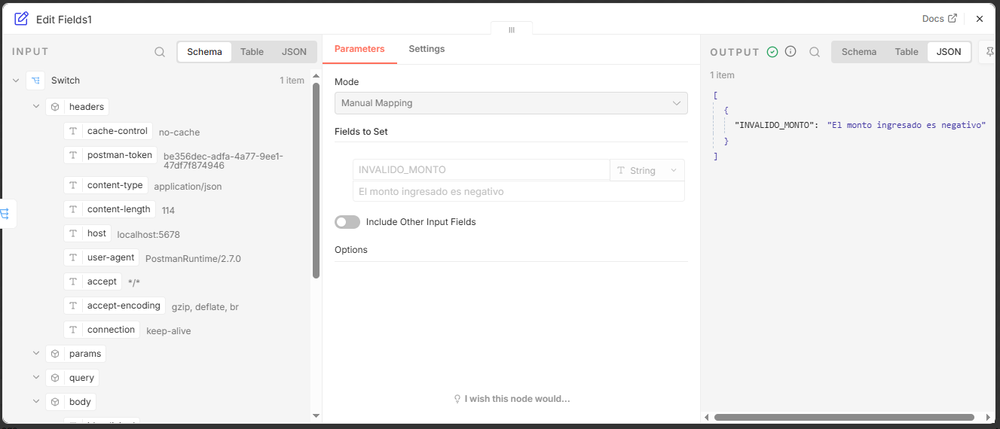 Edit Fields1
Docs
INPUT
Schema Table JSON
Switch 1 item
headers
cache-control no-cache
postman-token be356dec-adfa-4a77-9ee1-
47df7f874946
content-type application/json
content-length 114
host localhost:5678
user-agent PostmanRuntime/2.7.0
accept */*
accept-encoding gzip, deflate, br
connection keep-alive
params
query
body
Parameters Settings
Mode
Manual Mapping
Fields to Set
INVALIDO_MONTO T String
El monto ingresado es negativo
Include Other Input Fields
Options
I wish this node would...
OUTPUT
Schema Table JSON
1 item
[
{
"INVALIDO_MONTO": "El monto ingresado es negativo"
}
]